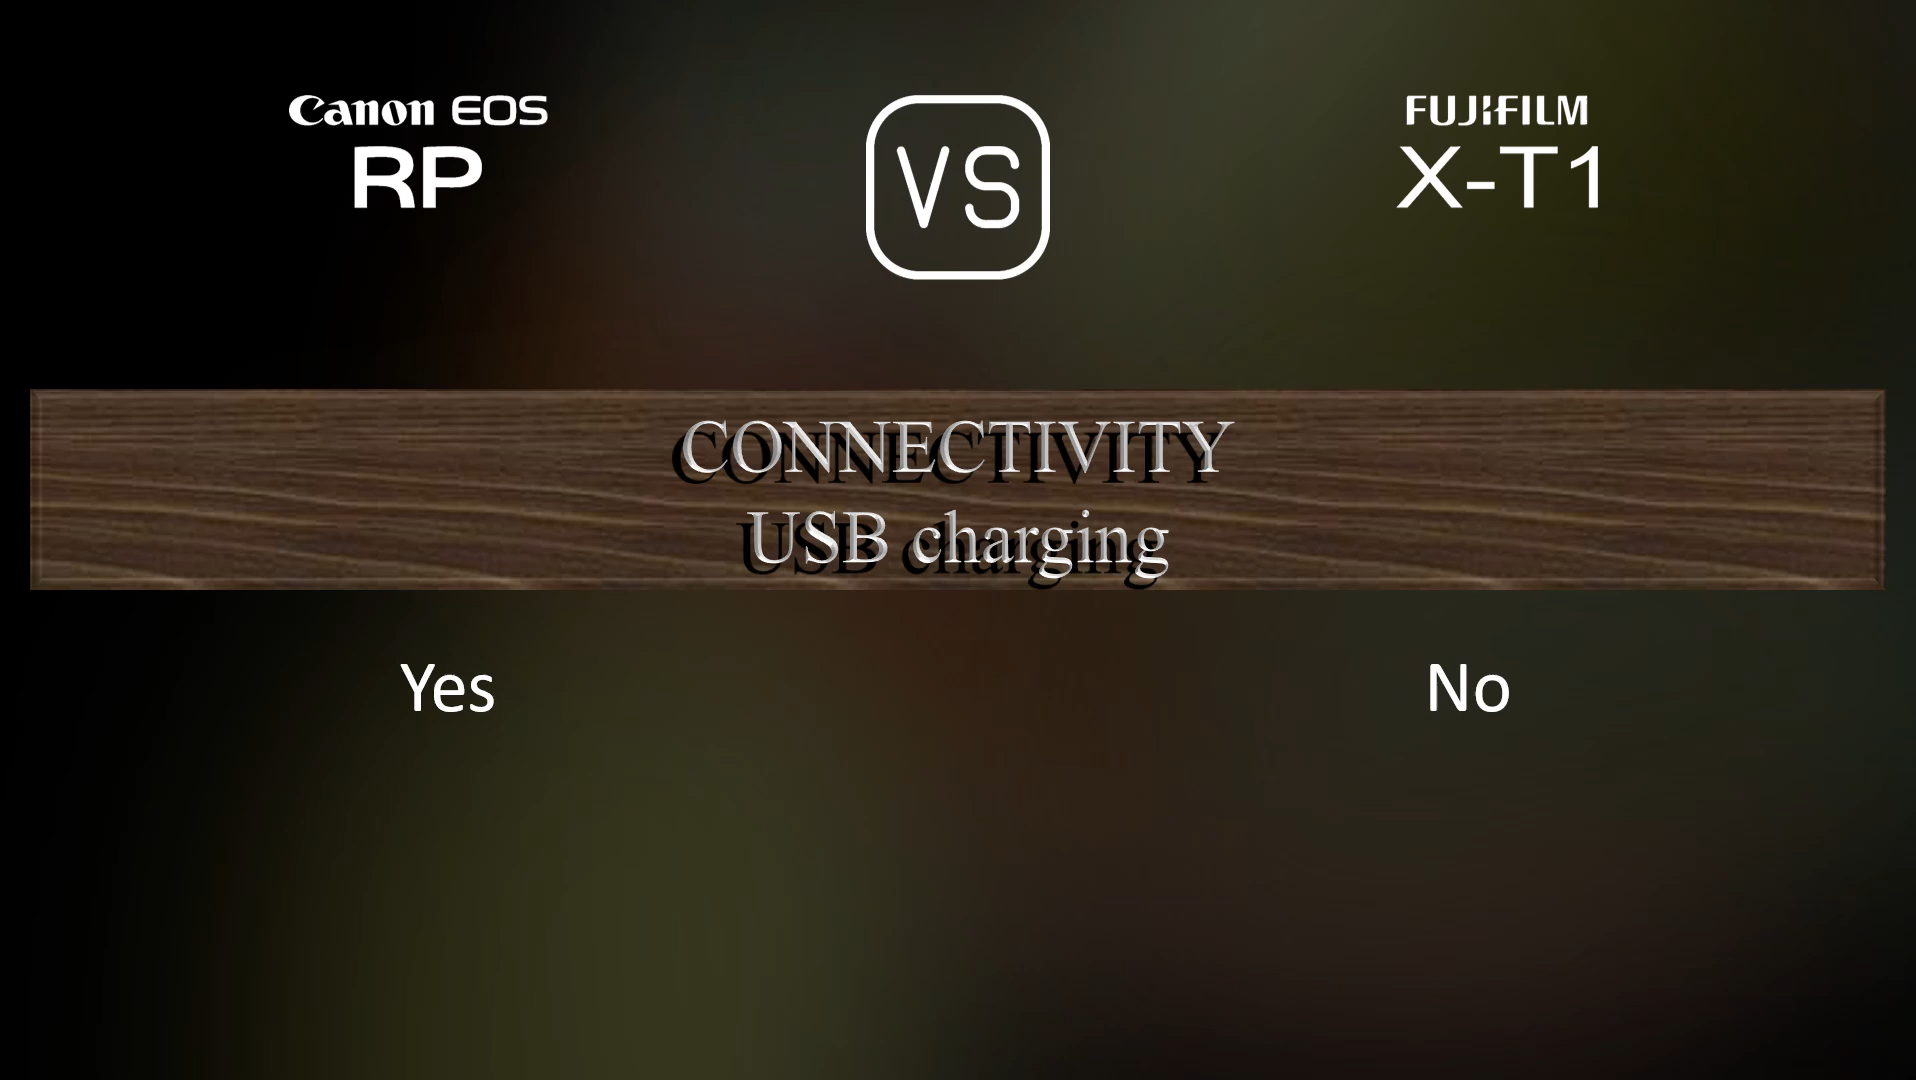 Canon EOS
RP
VS
FUJIFILM
X-T1
CONNECTIVITY
USB charging
Yes
No